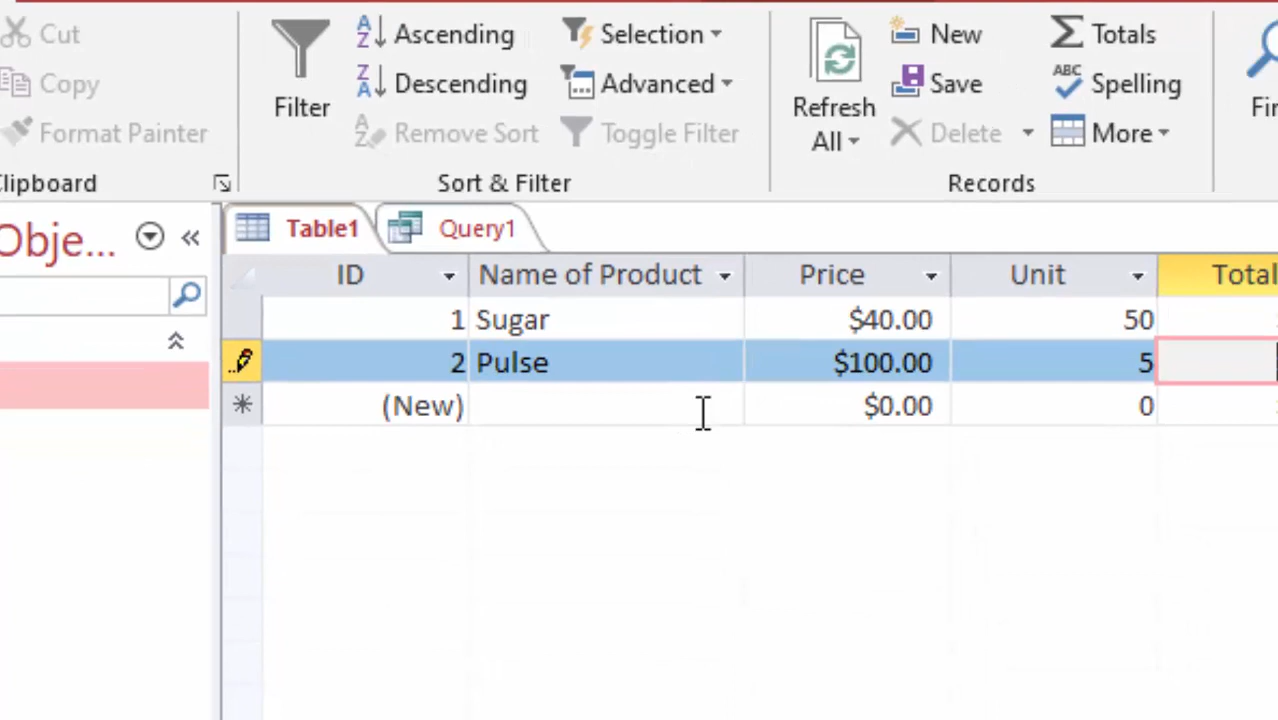 Cut
Copy
Format Painter
Clipboard
Filter
Ascending
Descending
Remove Sort
Selection
Advanced
Toggle Filter
Sort & Filter
Refresh
All
New
Save
Delete
Totals
Spelling
More
Records
Obje...
Table1 Query1
ID Name of Product Price Unit Total
1 Sugar $40.00 50
2 Pulse $100.00 5
(New) $0.00 0